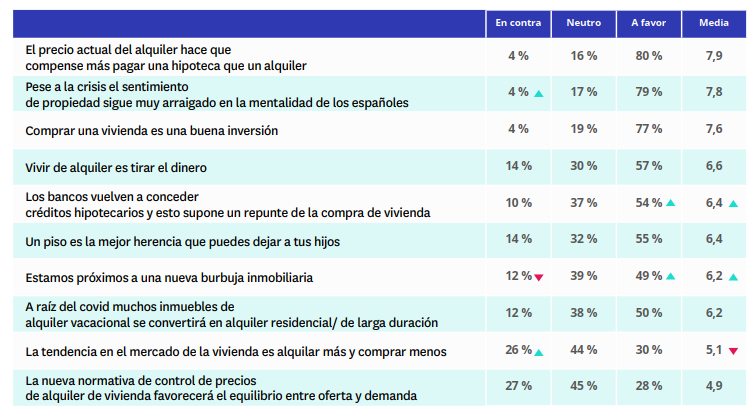 En contra Neutro A favor Media
El precio actual del alquiler hace que
compense más pagar una hipoteca que un alquiler 4 % 16 % 80 % 7,9
Pese a la crisis el sentimiento
de propiedad sigue muy arraigado en la mentalidad de los españoles 4 % 17 % 79 % 7,8
Comprar una vivienda es una buena inversión 4 % 19 % 77 % 7,6
Vivir de alquiler es tirar el dinero 14 % 30 % 57 % 6,6
Los bancos vuelven a conceder
créditos hipotecarios y esto supone un repunte de la compra de vivienda 10 % 37 % 54 % 6,4
Un piso es la mejor herencia que puedes dejar a tus hijos 14 % 32 % 55 % 6,4
Estamos próximos a una nueva burbuja inmobiliaria 12 % 39 % 49 % 6,2
A raíz del covid muchos inmuebles de
alquiler vacacional se convertirá en alquiler residencial/ de larga duración 12 % 38 % 50 % 6,2
La tendencia en el mercado de la vivienda es alquilar más y comprar menos 26 % 44 % 30 % 5,1
La nueva normativa de control de precios
de alquiler de vivienda favorecerá el equilibrio entre oferta y demanda 27 % 45 % 28 % 4,9